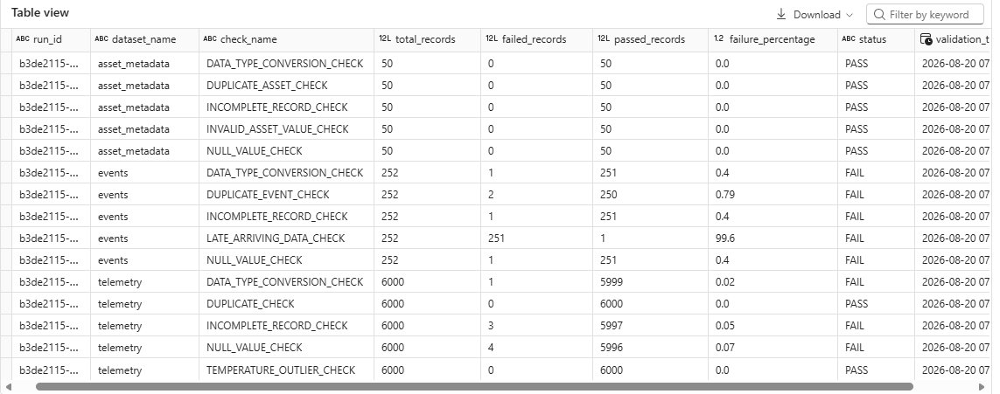 Table view
Download
Filter by keyword
ABC run_id ABC dataset_name ABC check_name 12L total_records 12L failed_records 12L passed_records 1.2 failure_percentage ABC status validation_t
b3de2115-... asset_metadata DATA_TYPE_CONVERSION_CHECK 50 0 50 0.0 PASS 2026-08-20 07
b3de2115-... asset_metadata DUPLICATE_ASSET_CHECK 50 0 50 0.0 PASS 2026-08-20 07
b3de2115-... asset_metadata INCOMPLETE_RECORD_CHECK 50 0 50 0.0 PASS 2026-08-20 07
b3de2115-... asset_metadata INVALID_ASSET_VALUE_CHECK 50 0 50 0.0 PASS 2026-08-20 07
b3de2115-... asset_metadata NULL_VALUE_CHECK 50 0 50 0.0 PASS 2026-08-20 07
b3de2115-... events DATA_TYPE_CONVERSION_CHECK 252 1 251 0.4 FAIL 2026-08-20 07
b3de2115-... events DUPLICATE_EVENT_CHECK 252 2 250 0.79 FAIL 2026-08-20 07
b3de2115-... events INCOMPLETE_RECORD_CHECK 252 1 251 0.4 FAIL 2026-08-20 07
b3de2115-... events LATE_ARRIVING_DATA_CHECK 252 251 1 99.6 FAIL 2026-08-20 07
b3de2115-... events NULL_VALUE_CHECK 252 1 251 0.4 FAIL 2026-08-20 07
b3de2115-... telemetry DATA_TYPE_CONVERSION_CHECK 6000 1 5999 0.02 FAIL 2026-08-20 07
b3de2115-... telemetry DUPLICATE_CHECK 6000 0 6000 0.0 PASS 2026-08-20 07
b3de2115-... telemetry INCOMPLETE_RECORD_CHECK 6000 3 5997 0.05 FAIL 2026-08-20 07
b3de2115-... telemetry NULL_VALUE_CHECK 6000 4 5996 0.07 FAIL 2026-08-20 07
b3de2115-... telemetry TEMPERATURE_OUTLIER_CHECK 6000 0 6000 0.0 PASS 2026-08-20 07